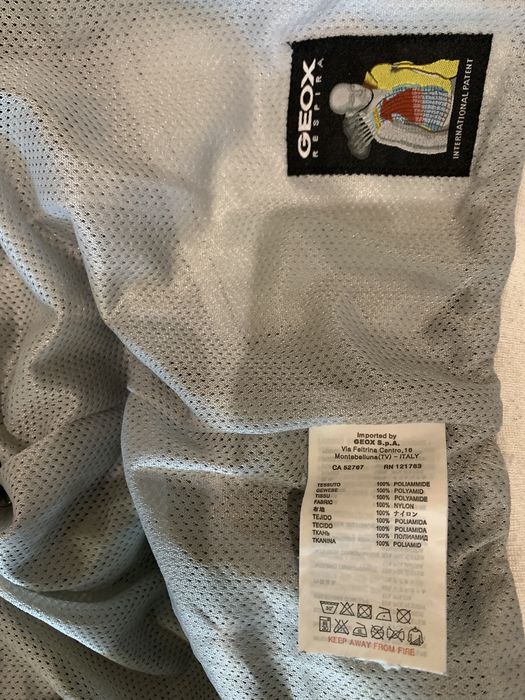 GEOX
RESPIRA
INTERNATIONAL PATENT
Imported by
GEOX S.p.A.
Via Feltrina Centro,16
Montebelluna(TV) - ITALY
CA 52767 RN 121763
TESSUTO 100% POLIAMMIDE
GEWEBE 100% POLYAMID
TISSU 100% POLYAMIDE
FABRIC 100% NYLON
布地 100% ナイロン
TEJIDO 100% POLIAMIDA
TECIDO 100% POLIAMIDA
ТКАНЬ 100% ПОЛИАМИД
TKANINA 100% POLIAMID
KEEP AWAY FROM FIRE